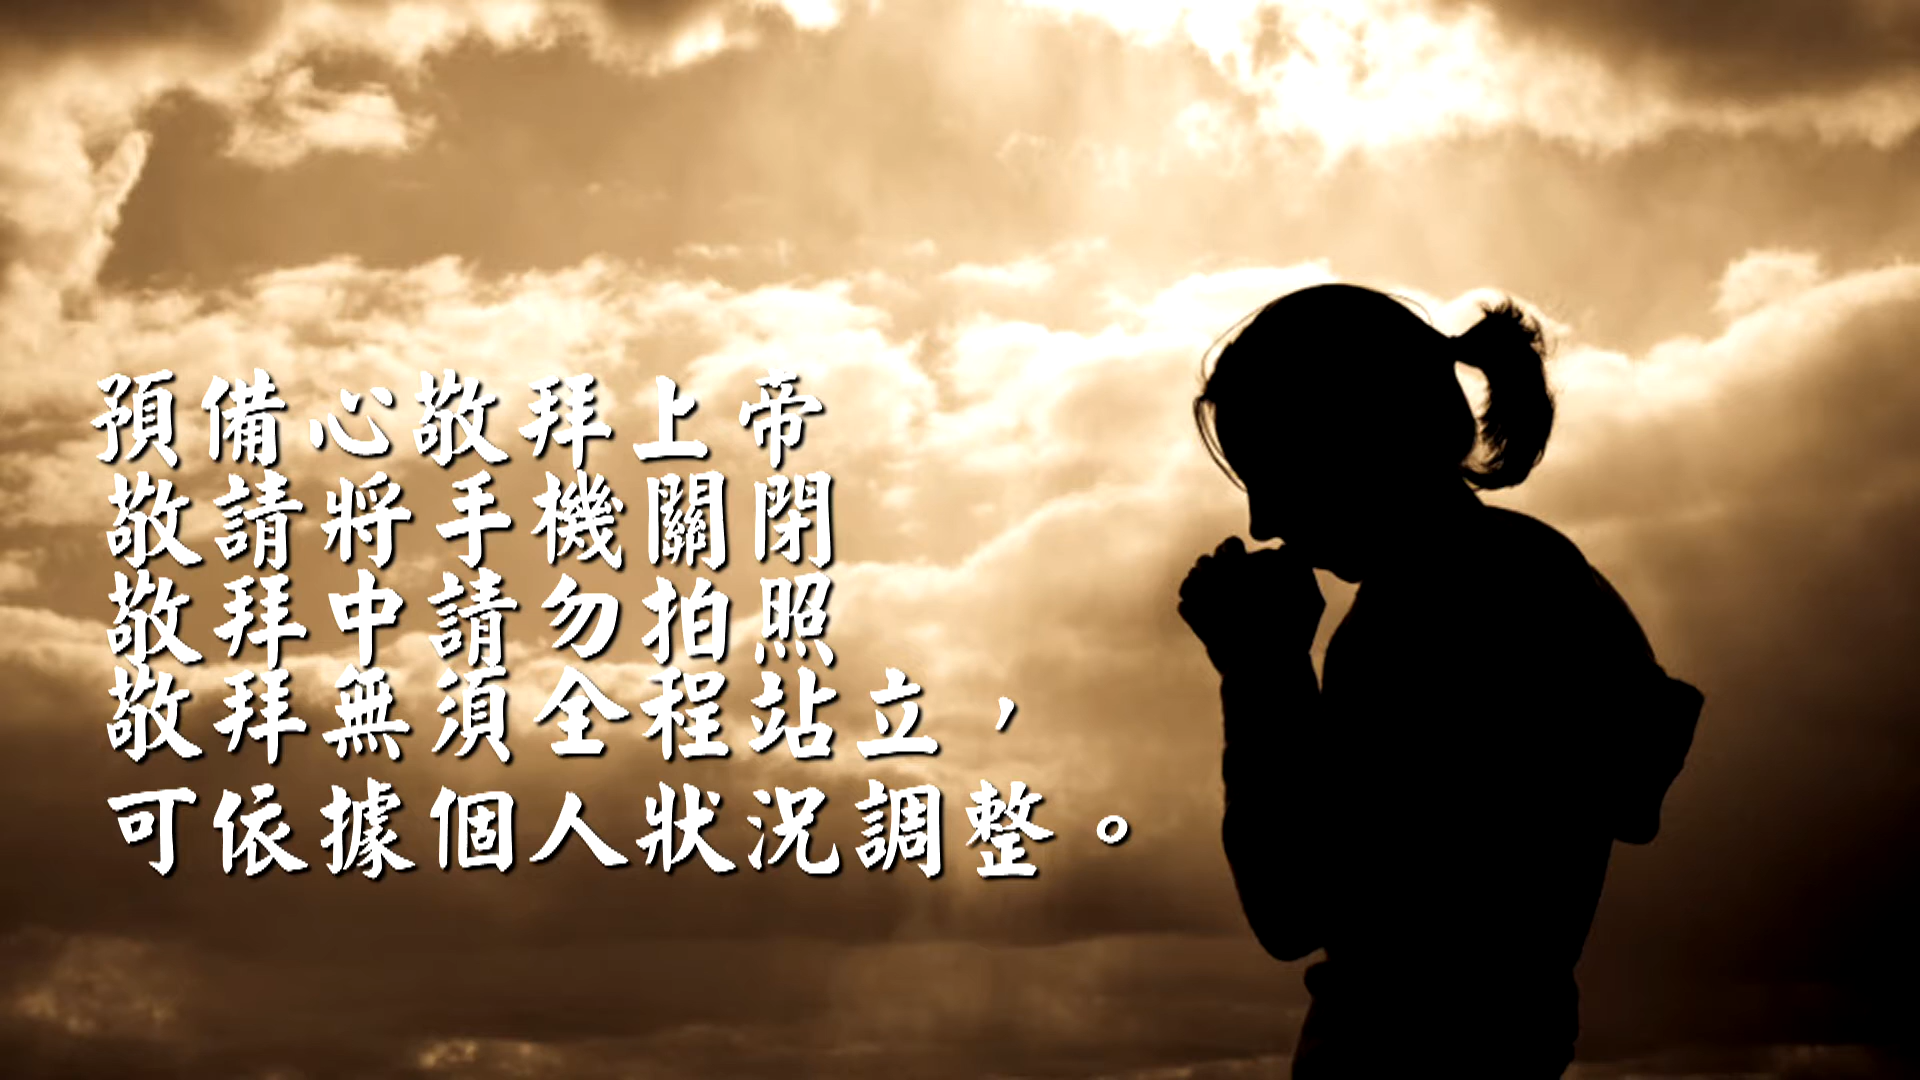 預備心敬拜上帝
敬請將手機關閉
敬拜中請勿拍照
敬拜無須全程站立，
可依據個人狀況調整。